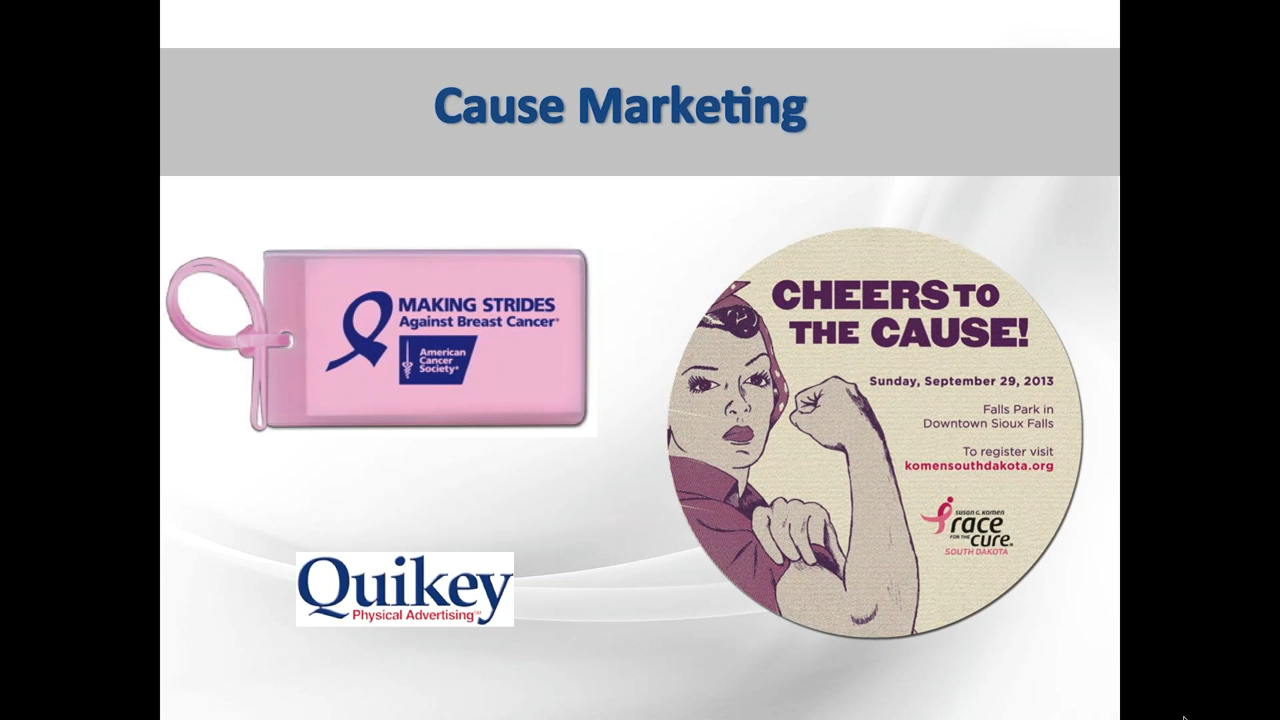 Cause Marketing
MAKING STRIDES
Against Breast Cancer®
American
Cancer
Society®
Quikey
Physical Advertising℠
CHEERS TO
THE CAUSE!
Sunday, September 29, 2013
Falls Park in
Downtown Sioux Falls
To register visit
komensouthdakota.org
SUSAN G. KOMEN
race
FOR THE cure®
SOUTH DAKOTA